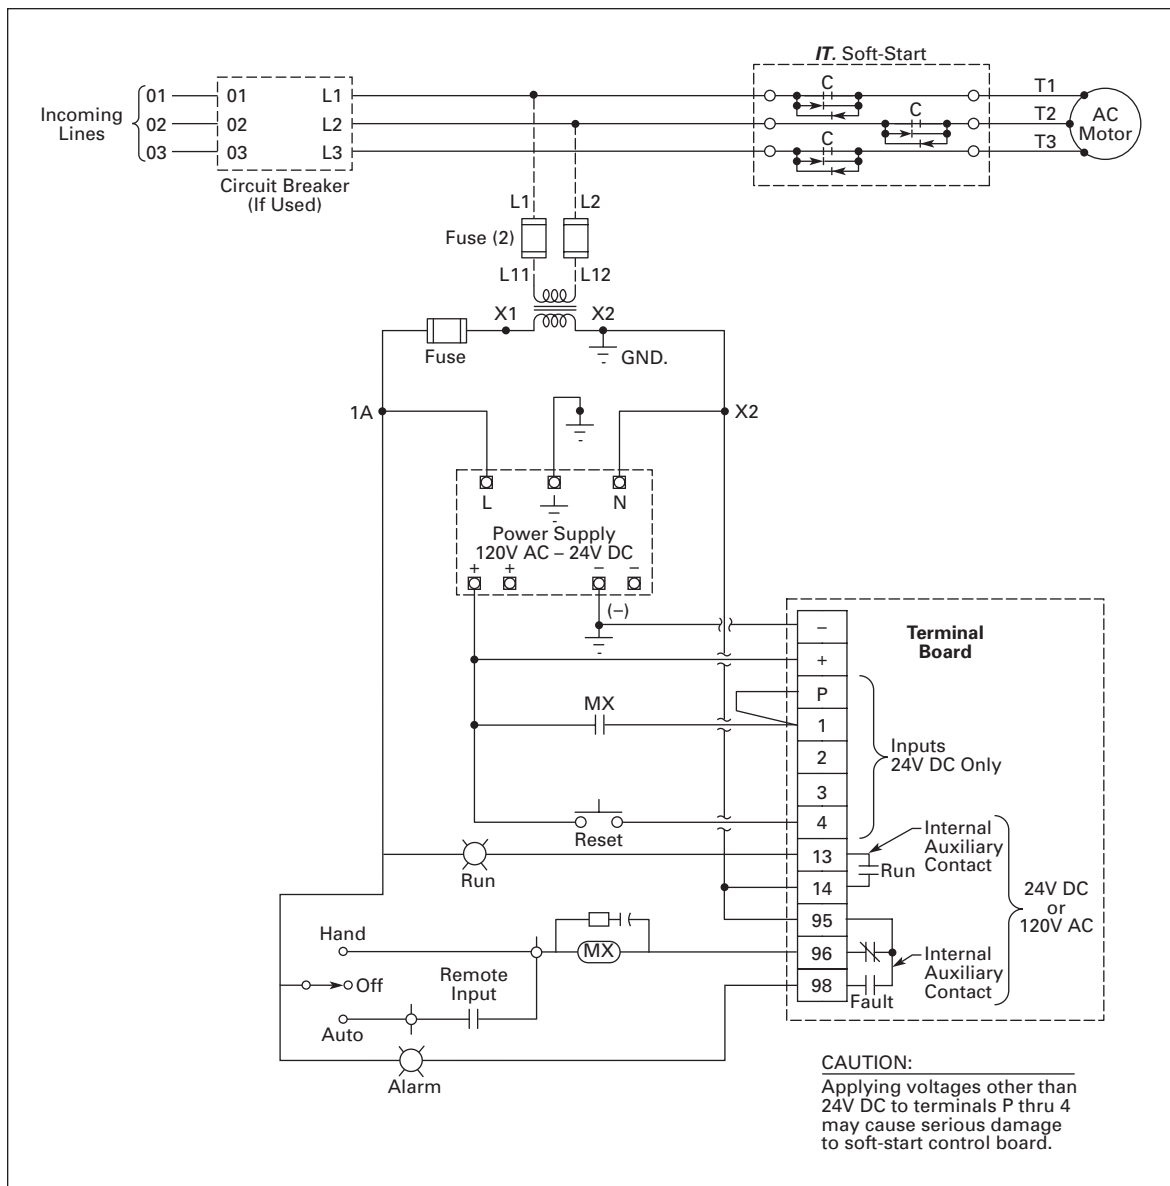 IT. Soft-Start
Incoming
Lines
01
02
03
01
02
03
L1
L2
L3
Circuit Breaker
(If Used)
C
C
C
T1
T2
T3
AC
Motor
L1
L2
Fuse (2)
L11
L12
X1
X2
Fuse
GND.
1A
X2
L
N
Power Supply
120V AC – 24V DC
+
+
–
–
(–)
Terminal
Board
–
+
P
1
2
3
4
13
14
95
96
98
MX
Inputs
24V DC Only
Reset
Run
Internal
Auxiliary
Contact
Run
24V DC
or
120V AC
Hand
Off
Auto
Remote
Input
MX
Internal
Auxiliary
Contact
Fault
Alarm
CAUTION:
Applying voltages other than
24V DC to terminals P thru 4
may cause serious damage
to soft-start control board.